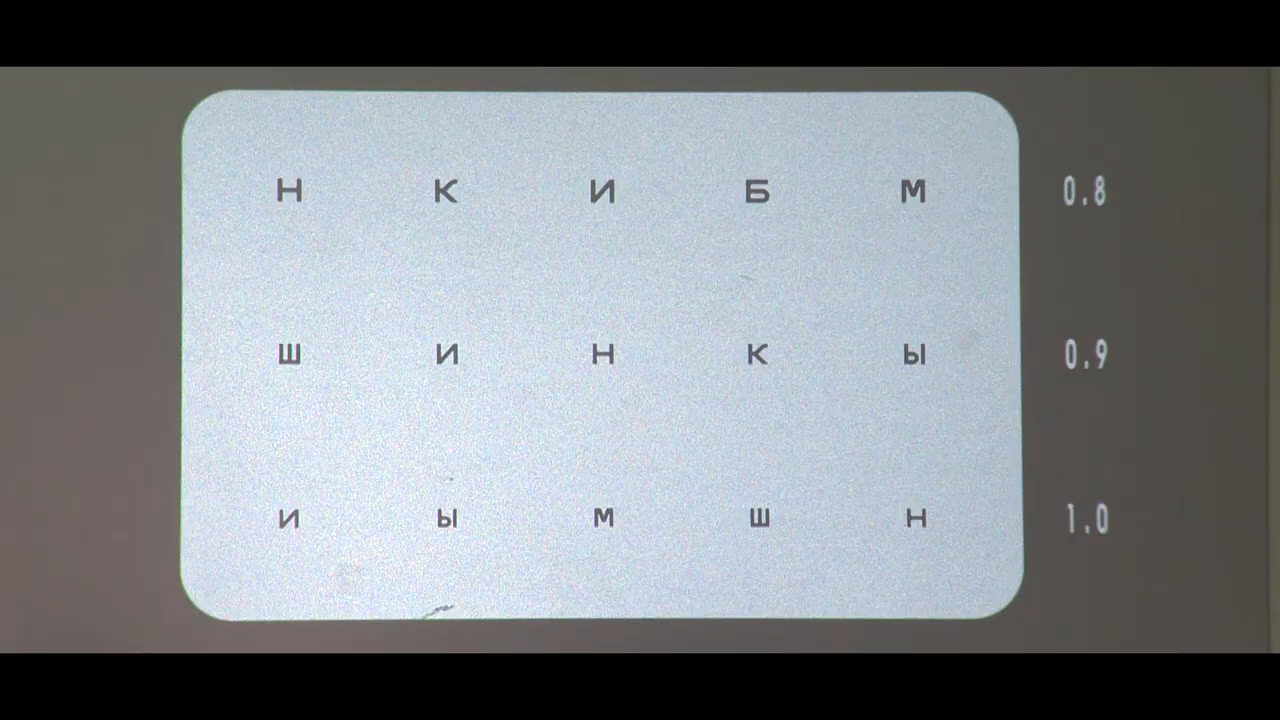 Н К И Б М 0.8
Ш И Н К Ы 0.9
И Ы М Ш Н 1.0